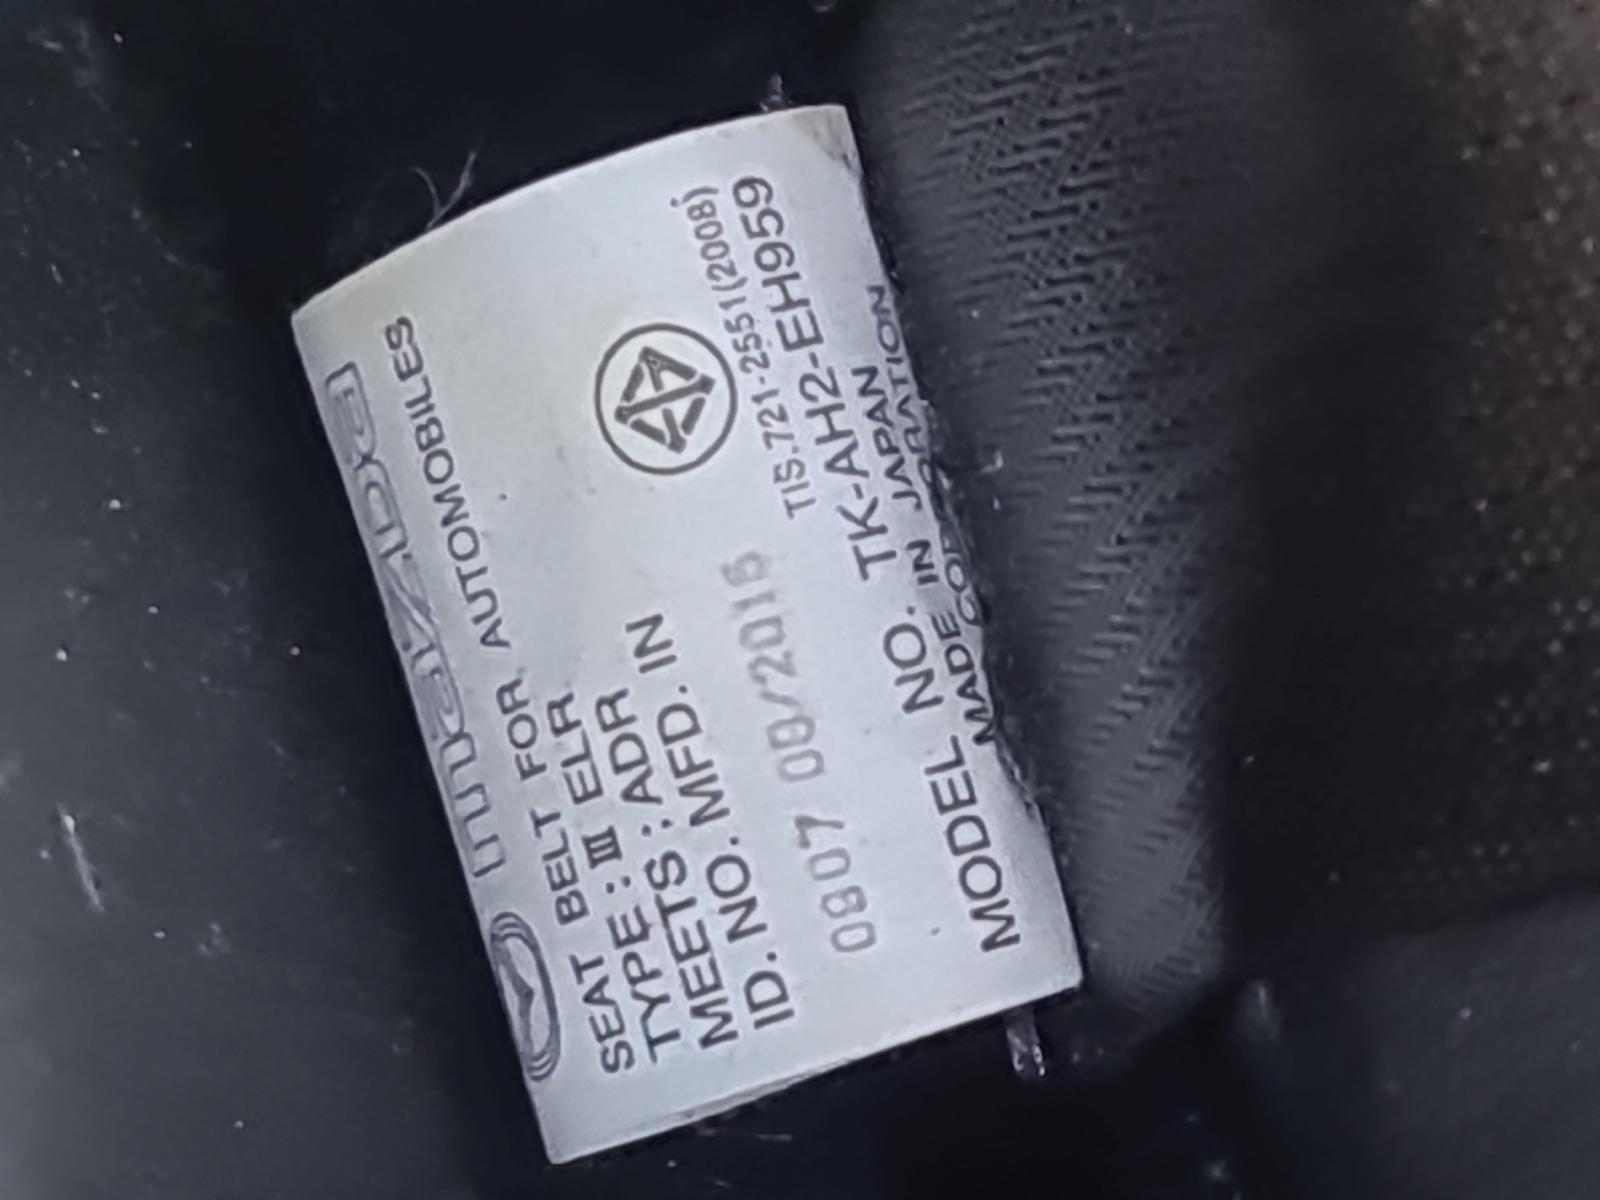 SEAT BELT FOR AUTOMOBILES
TYPE : III ELR
MEETS : ADR
ID. NO. MFD. IN
0807 08/2016
TIS.721-2551(2008)
MODEL NO. TK-AH2-EH959
MADE IN JAPAN
CORPORATION